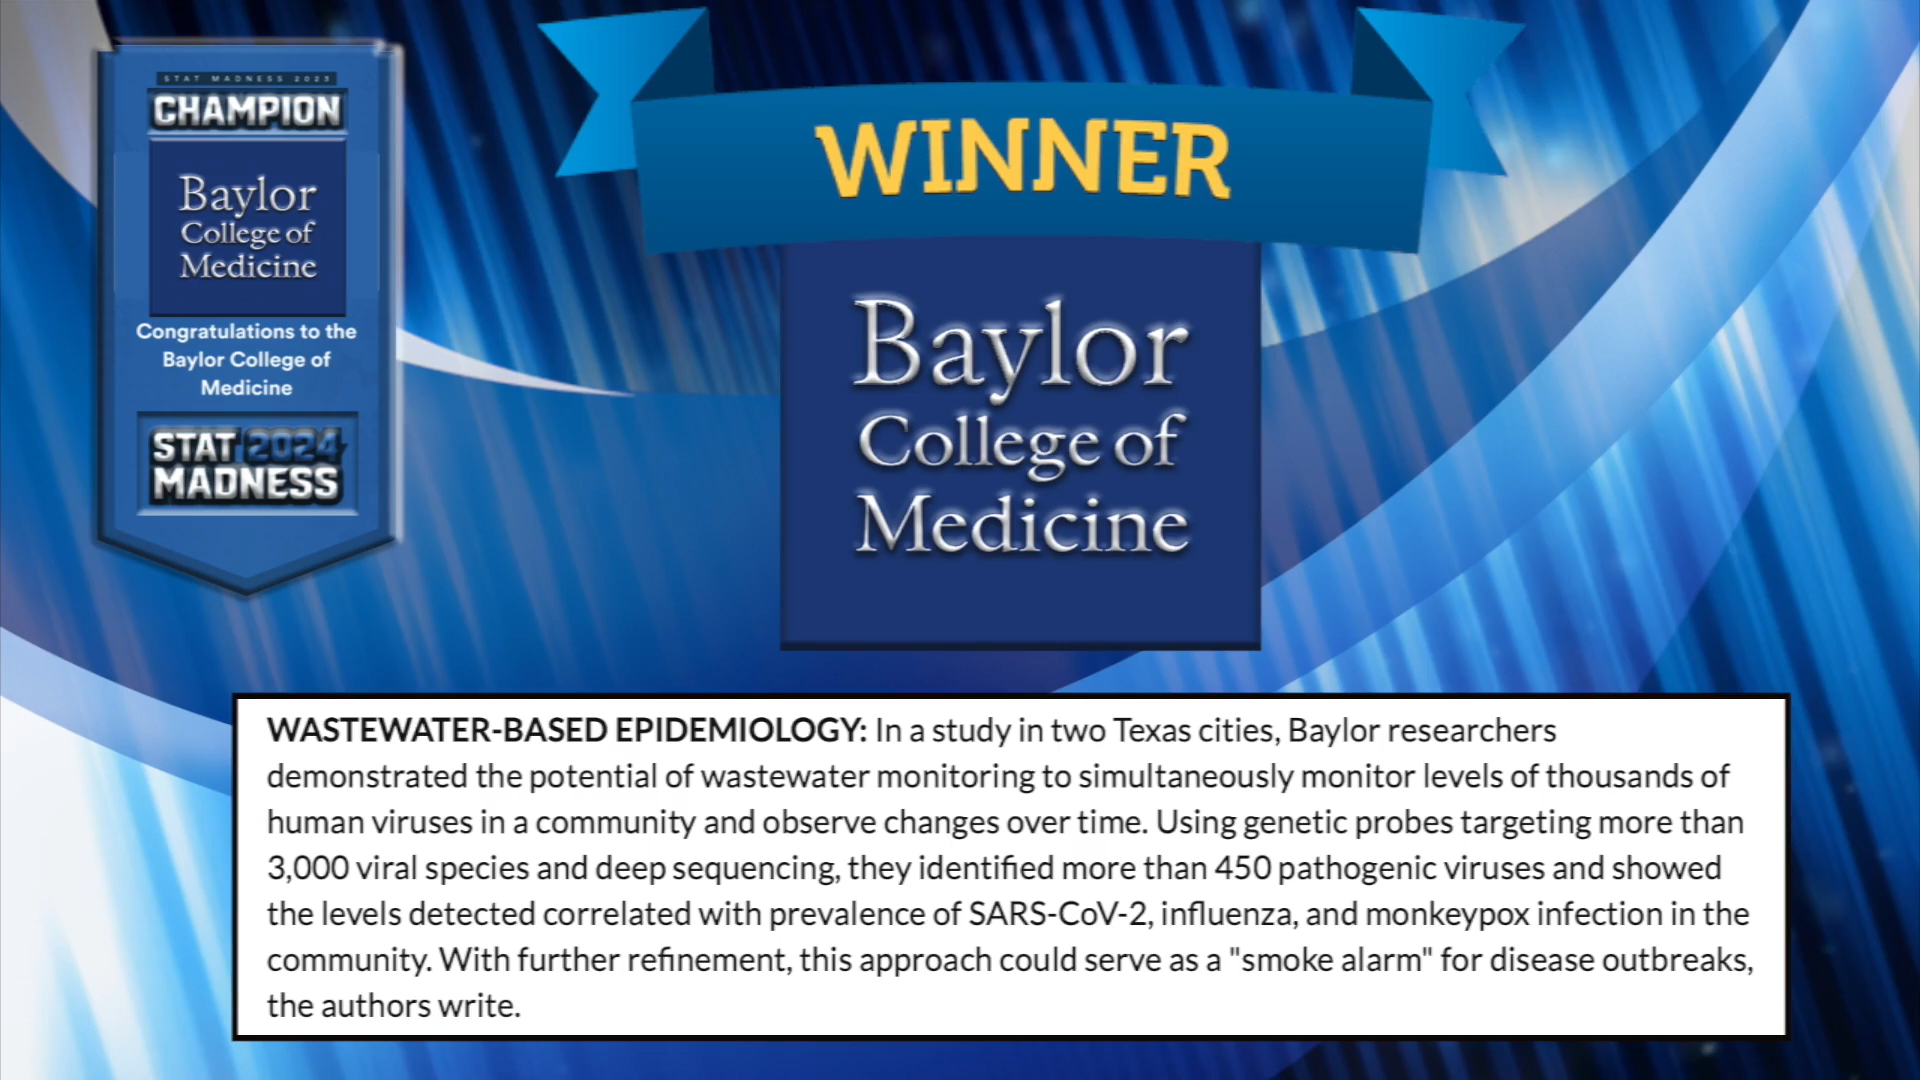 STAT MADNESS 2023
CHAMPION
Baylor
College of
Medicine
Congratulations to the
Baylor College of
Medicine
STAT 2024
MADNESS
WINNER
Baylor
College of
Medicine
WASTEWATER-BASED EPIDEMIOLOGY: In a study in two Texas cities, Baylor researchers
demonstrated the potential of wastewater monitoring to simultaneously monitor levels of thousands of
human viruses in a community and observe changes over time. Using genetic probes targeting more than
3,000 viral species and deep sequencing, they identified more than 450 pathogenic viruses and showed
the levels detected correlated with prevalence of SARS-CoV-2, influenza, and monkeypox infection in the
community. With further refinement, this approach could serve as a "smoke alarm" for disease outbreaks,
the authors write.